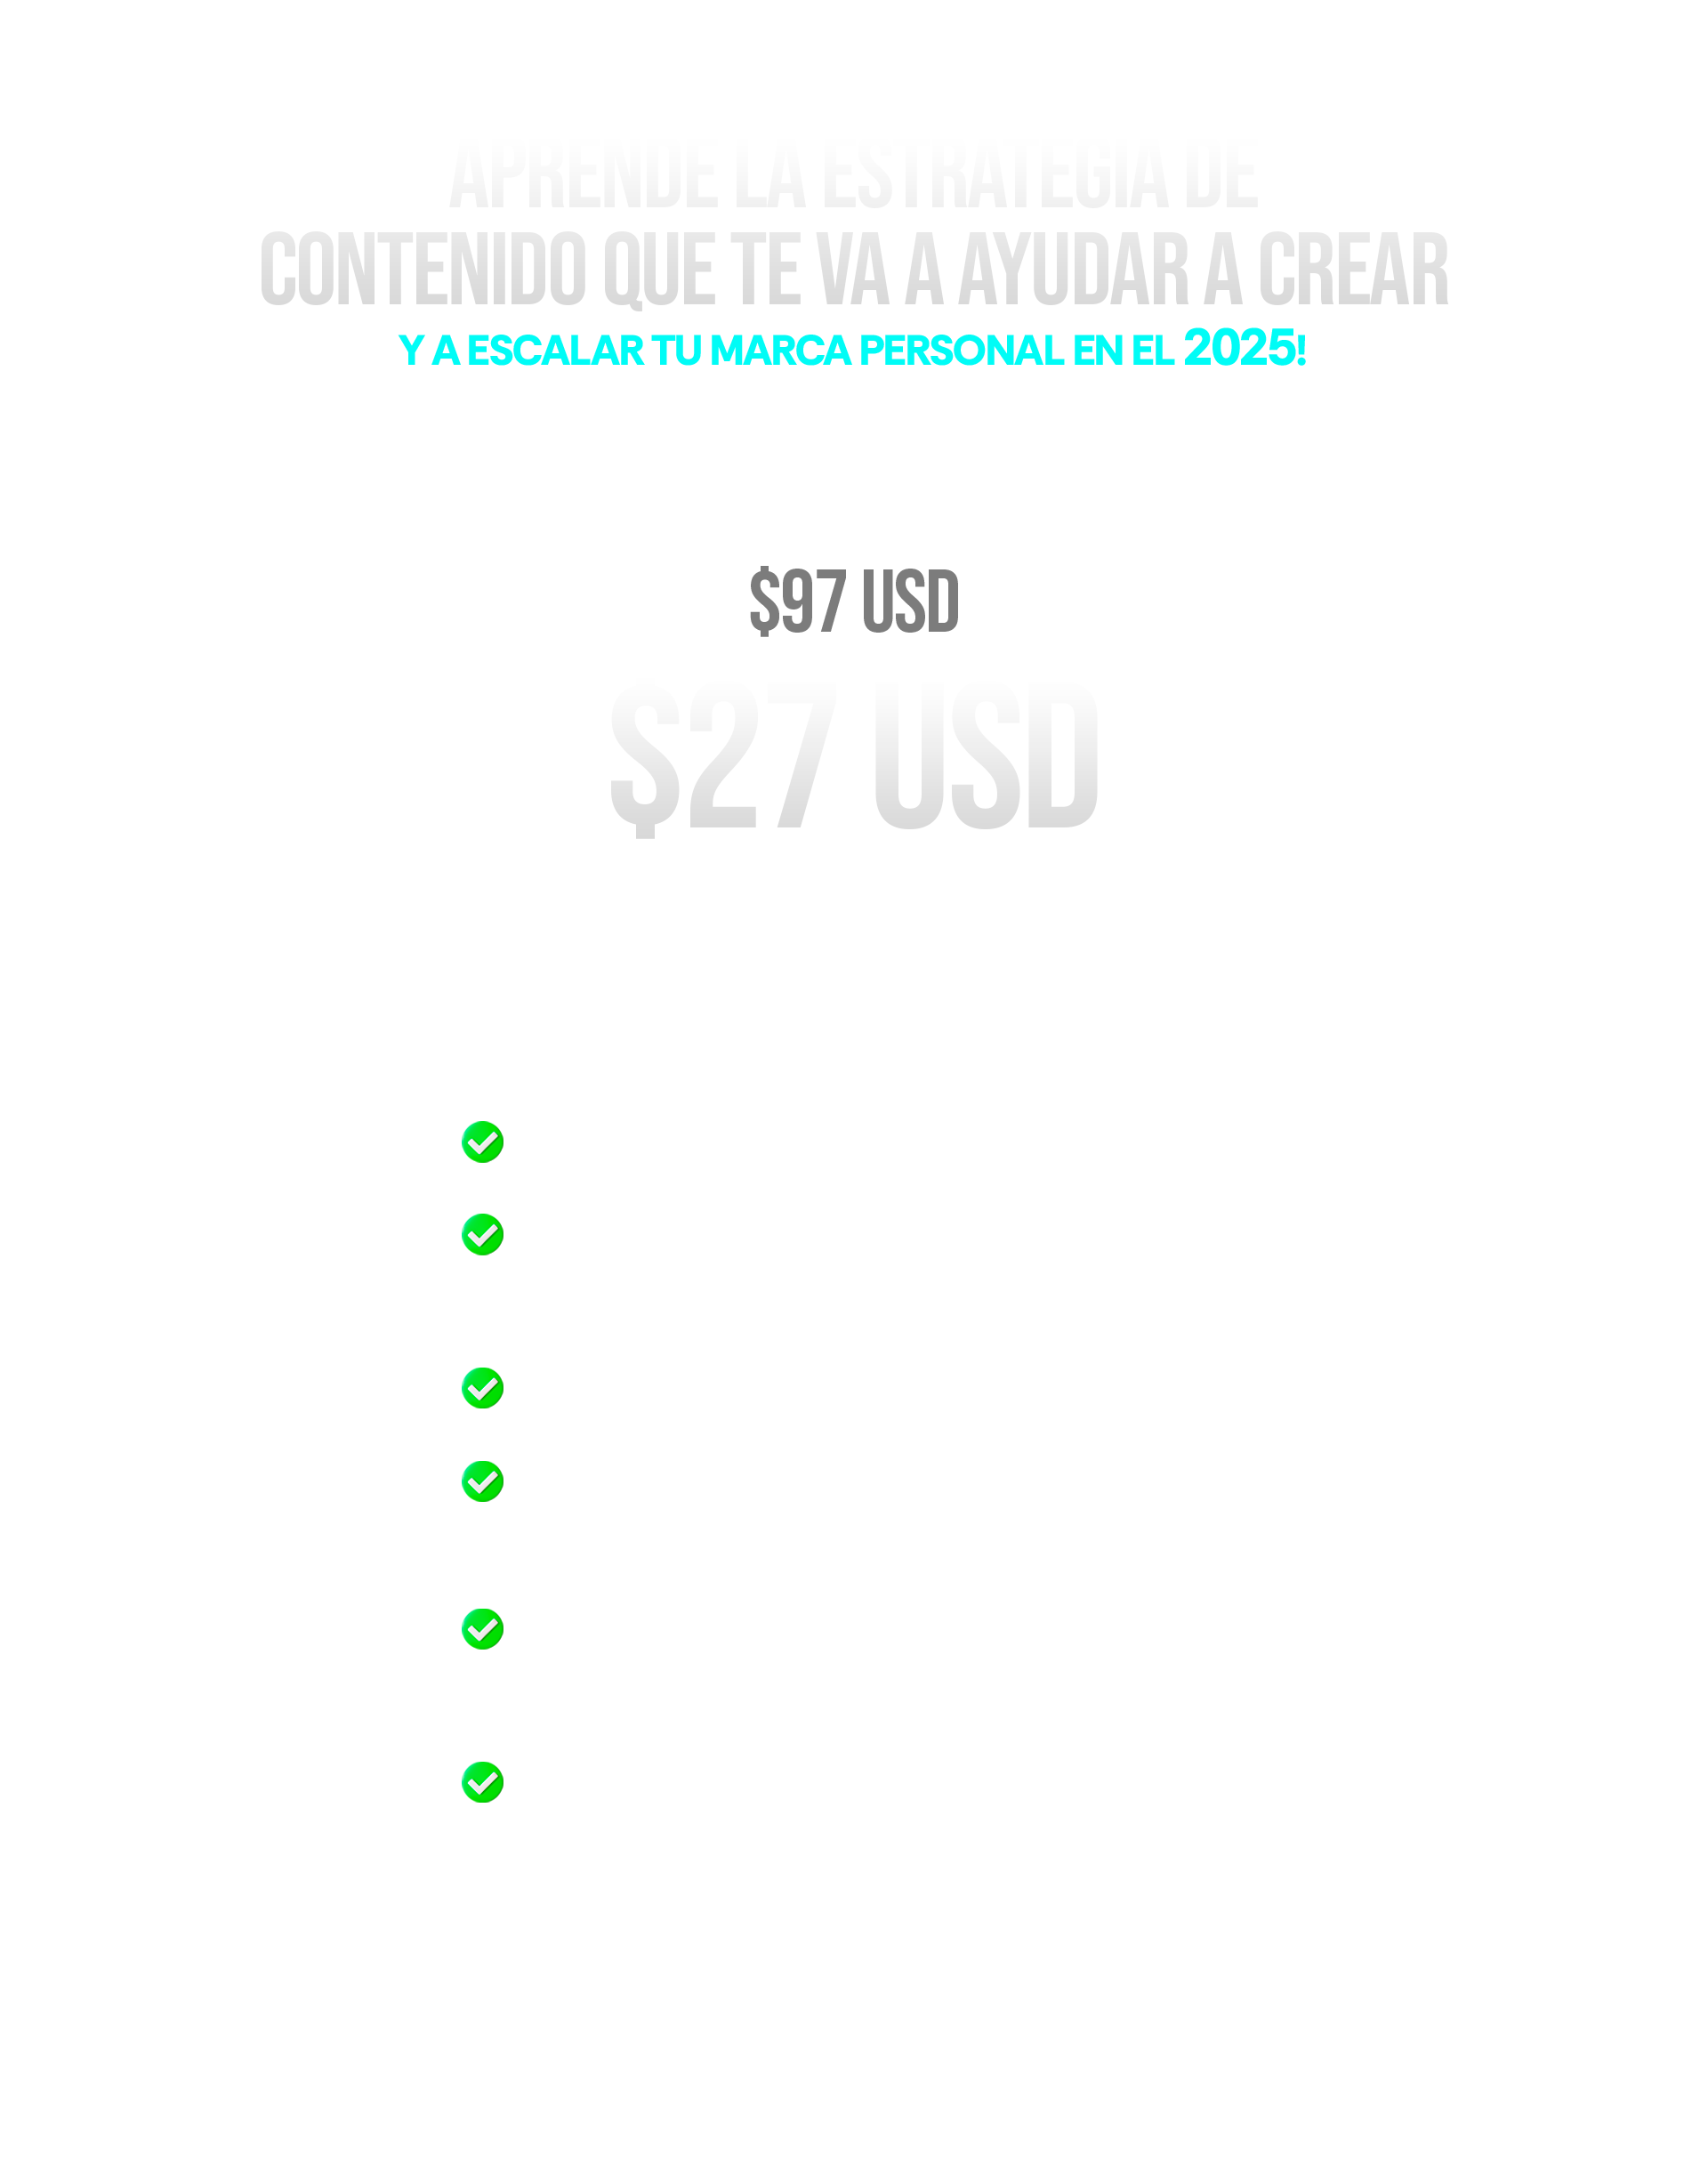 APRENDE LA ESTRATEGIA DE
CONTENIDO QUE TE VA A AYUDAR A CREAR
Y A ESCALAR TU MARCA PERSONAL EN EL 2025!
$97 USD
$27 USD